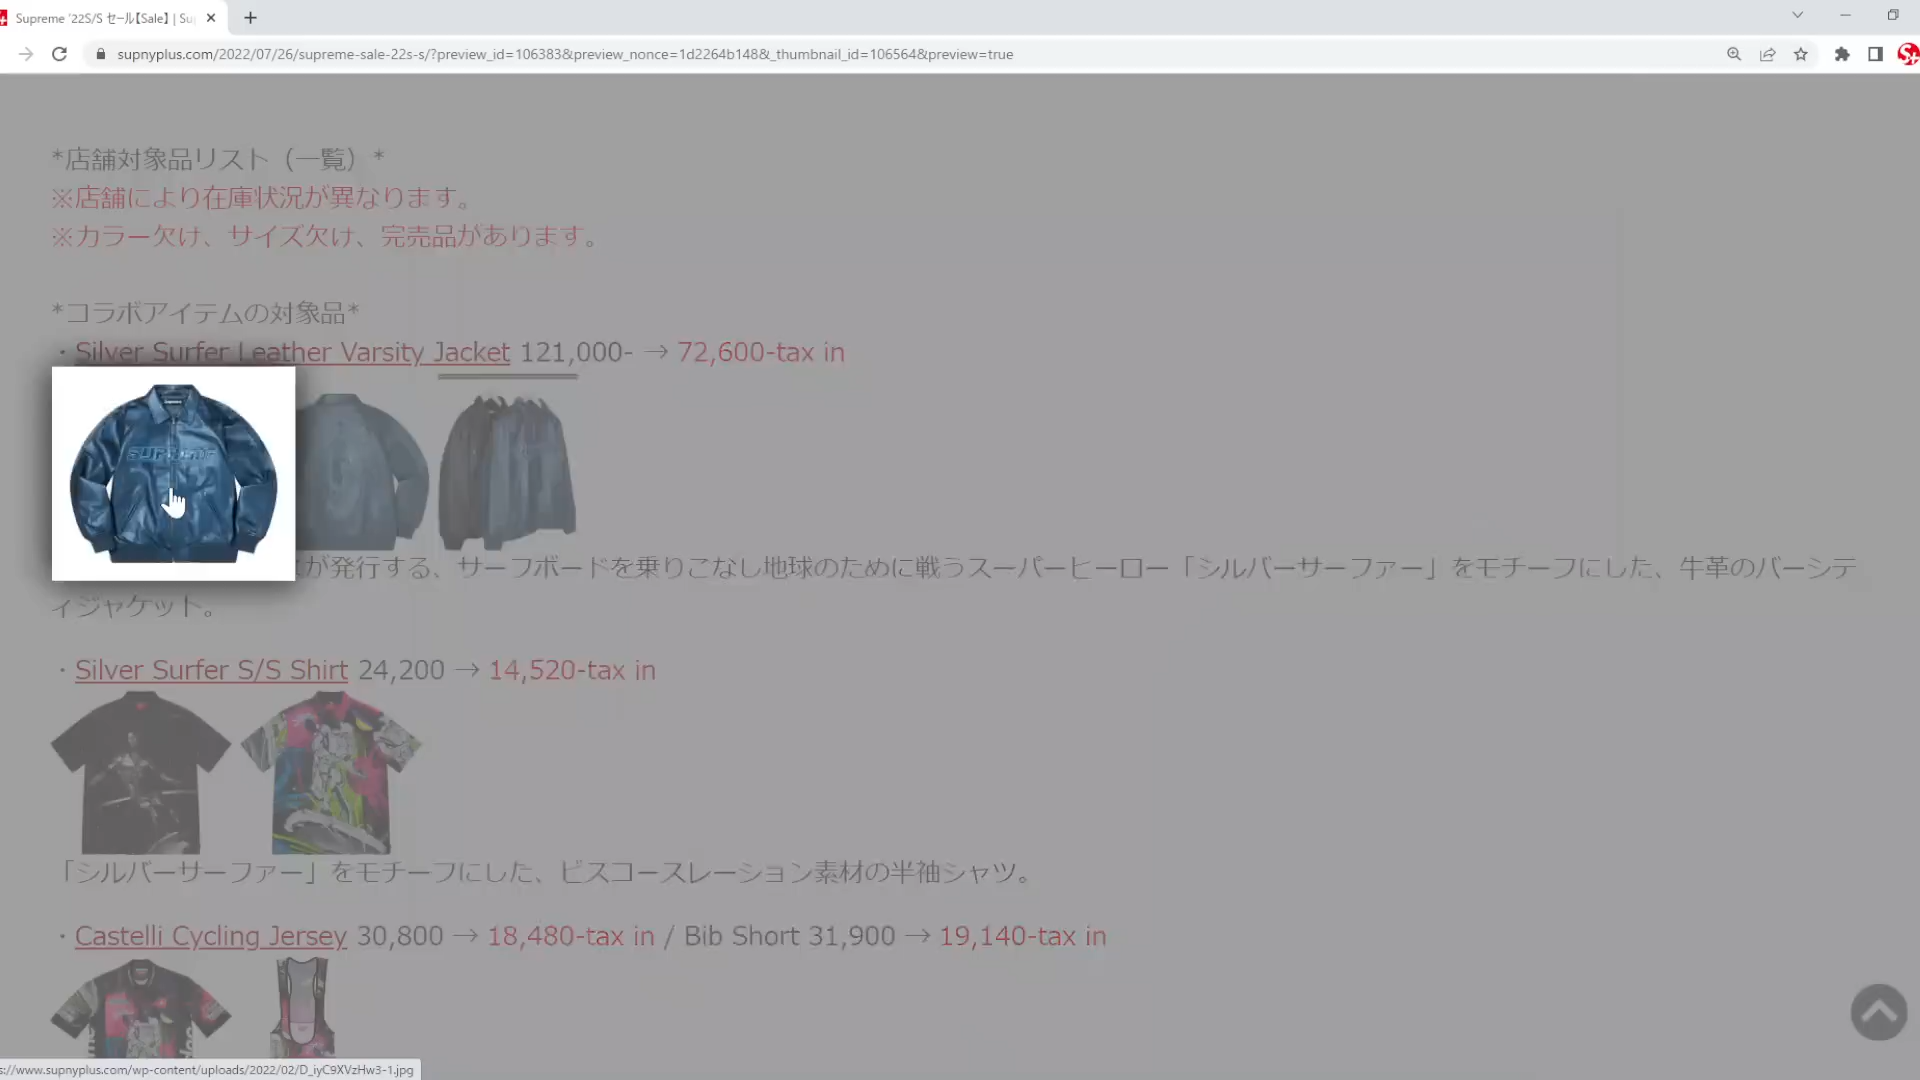 Supreme '22S/S セール【Sale】 | Su
supnyplus.com/2022/07/26/supreme-sale-22s-s/?preview_id=106383&preview_nonce=1d2264b148&_thumbnail_id=106564&preview=true
*店舗対象品リスト（一覧）*
※店舗により在庫状況が異なります。
※カラー欠け、サイズ欠け、完売品があります。
*コラボアイテムの対象品*
・Silver Surfer Leather Varsity Jacket 121,000- → 72,600-tax in
SUPREME
が発行する、サーフボードを乗りこなし地球のために戦うスーパーヒーロー「シルバーサーファー」をモチーフにした、牛革のバーシテ
ィジャケット。
・Silver Surfer S/S Shirt 24,200 → 14,520-tax in
「シルバーサーファー」をモチーフにした、ビスコースレーション素材の半袖シャツ。
・Castelli Cycling Jersey 30,800 → 18,480-tax in / Bib Short 31,900 → 19,140-tax in
s://www.supnyplus.com/wp-content/uploads/2022/02/D_iyC9XVzHw3-1.jpg